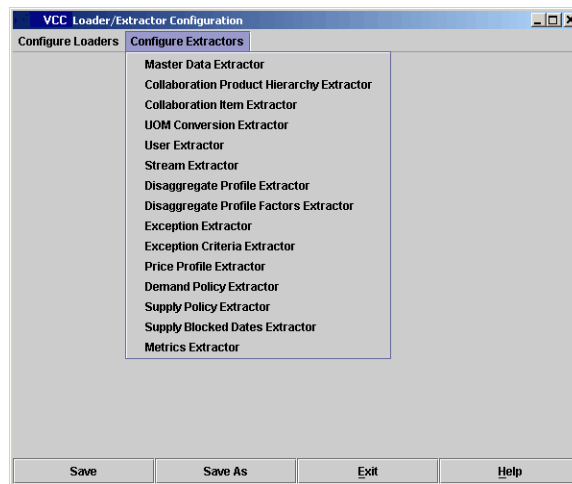 VCC Loader/Extractor Configuration
Configure Loaders Configure Extractors
Master Data Extractor
Collaboration Product Hierarchy Extractor
Collaboration Item Extractor
UOM Conversion Extractor
User Extractor
Stream Extractor
Disaggregate Profile Extractor
Disaggregate Profile Factors Extractor
Exception Extractor
Exception Criteria Extractor
Price Profile Extractor
Demand Policy Extractor
Supply Policy Extractor
Supply Blocked Dates Extractor
Metrics Extractor
Save Save As Exit Help